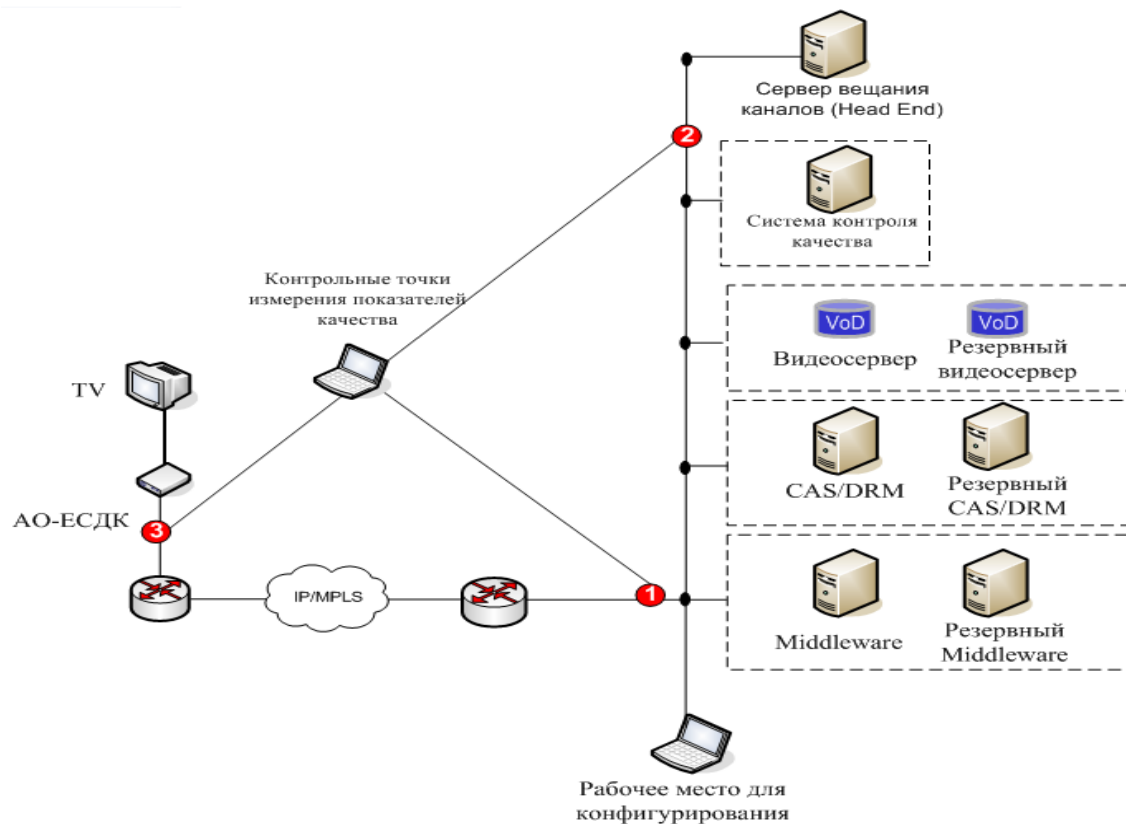 Сервер вещания
каналов (Head End)
2
Система контроля
качества
Контрольные точки
измерения показателей
качества
VoD
VoD
Видеосервер
Резервный
видеосервер
TV
CAS/DRM
Резервный
CAS/DRM
АО-ЕСДК
3
IP/MPLS
1
Middleware
Резервный
Middleware
Рабочее место для
конфигурирования